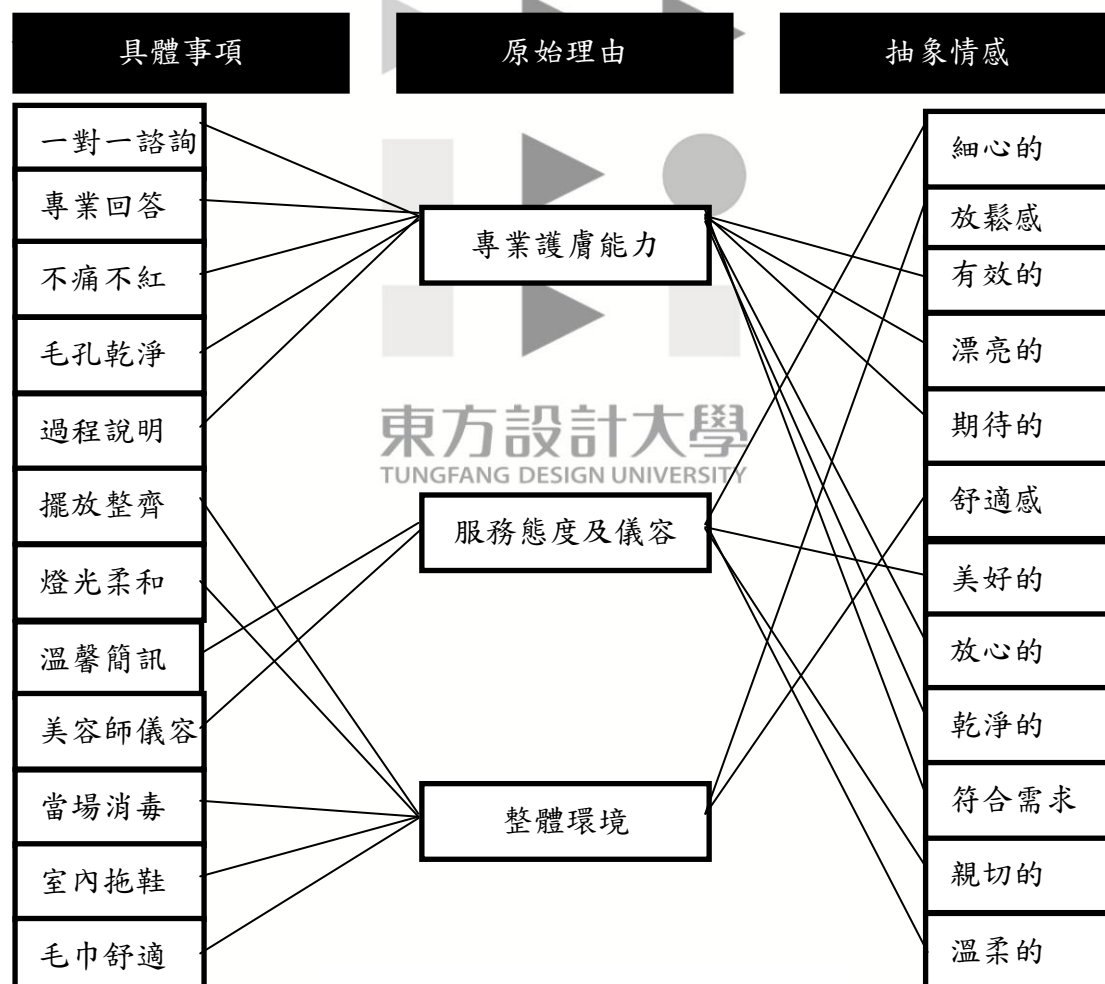 具體事項
原始理由
抽象情感
一對一諮詢
專業回答
不痛不紅
毛孔乾淨
過程說明
擺放整齊
燈光柔和
溫馨簡訊
美容師儀容
當場消毒
室內拖鞋
毛巾舒適
專業護膚能力
東方設計大學
TUNGFANG DESIGN UNIVERSITY
服務態度及儀容
整體環境
細心的
放鬆感
有效的
漂亮的
期待的
舒適感
美好的
放心的
乾淨的
符合需求
親切的
溫柔的